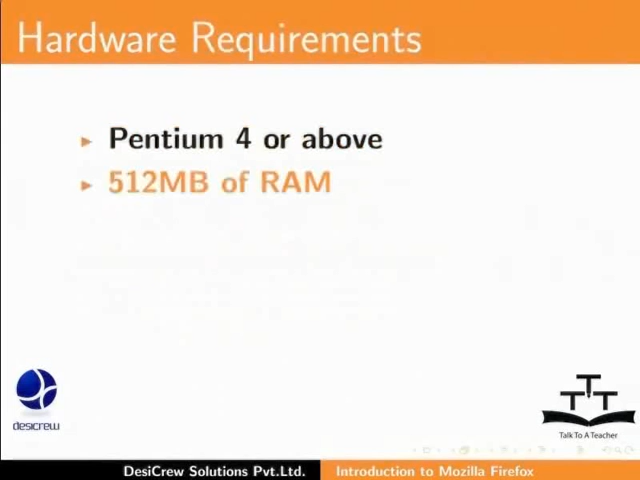 Hardware Requirements
Pentium 4 or above
512MB of RAM
desicrew
TTT
Talk To A Teacher
DesiCrew Solutions Pvt.Ltd.
Introduction to Mozilla Firefox